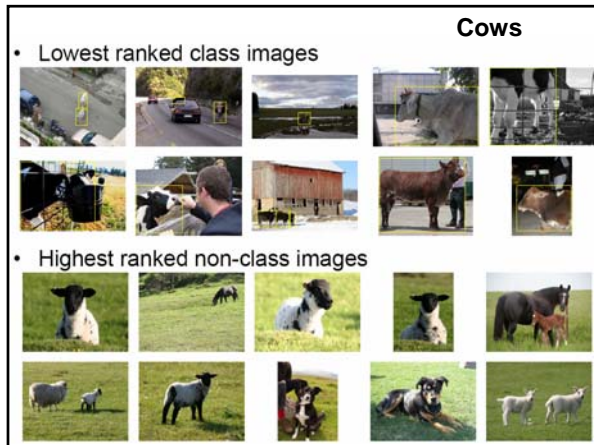 Cows
• Lowest ranked class images
• Highest ranked non-class images